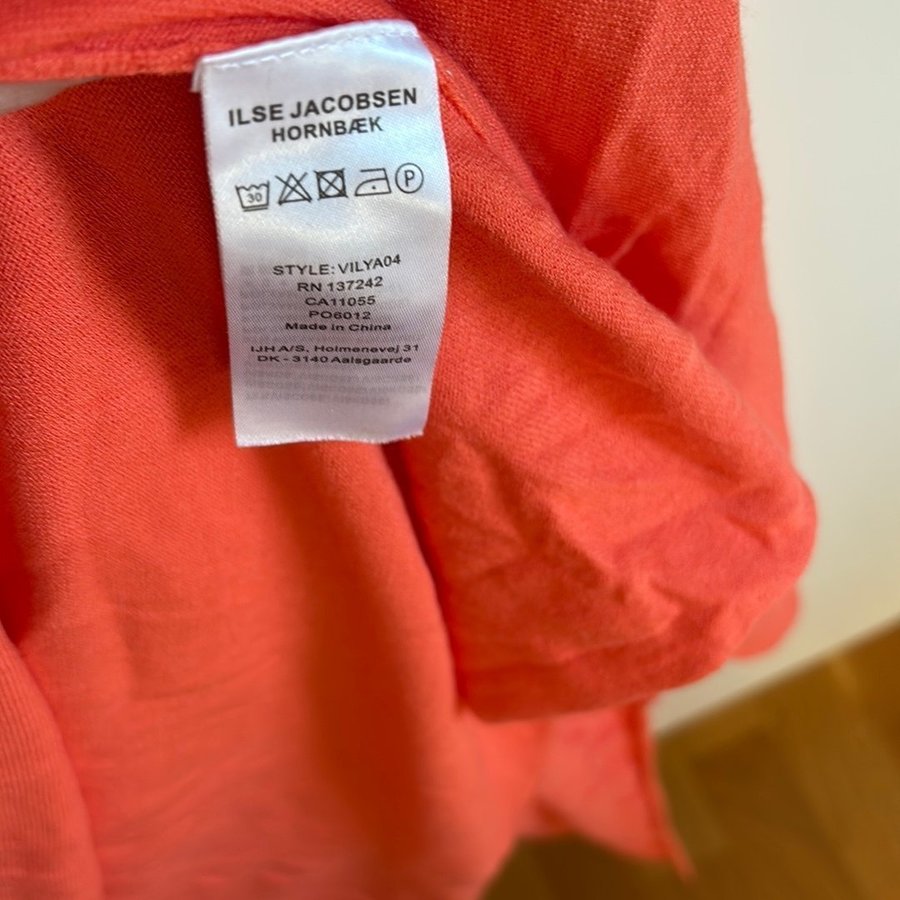 ILSE JACOBSEN
HORNBÆK
30 P
STYLE: VILYA04
RN 137242
CA11055
PO6012
Made in China
IJH A/S, Holmenevej 31
DK - 3140 Aalsgaarde